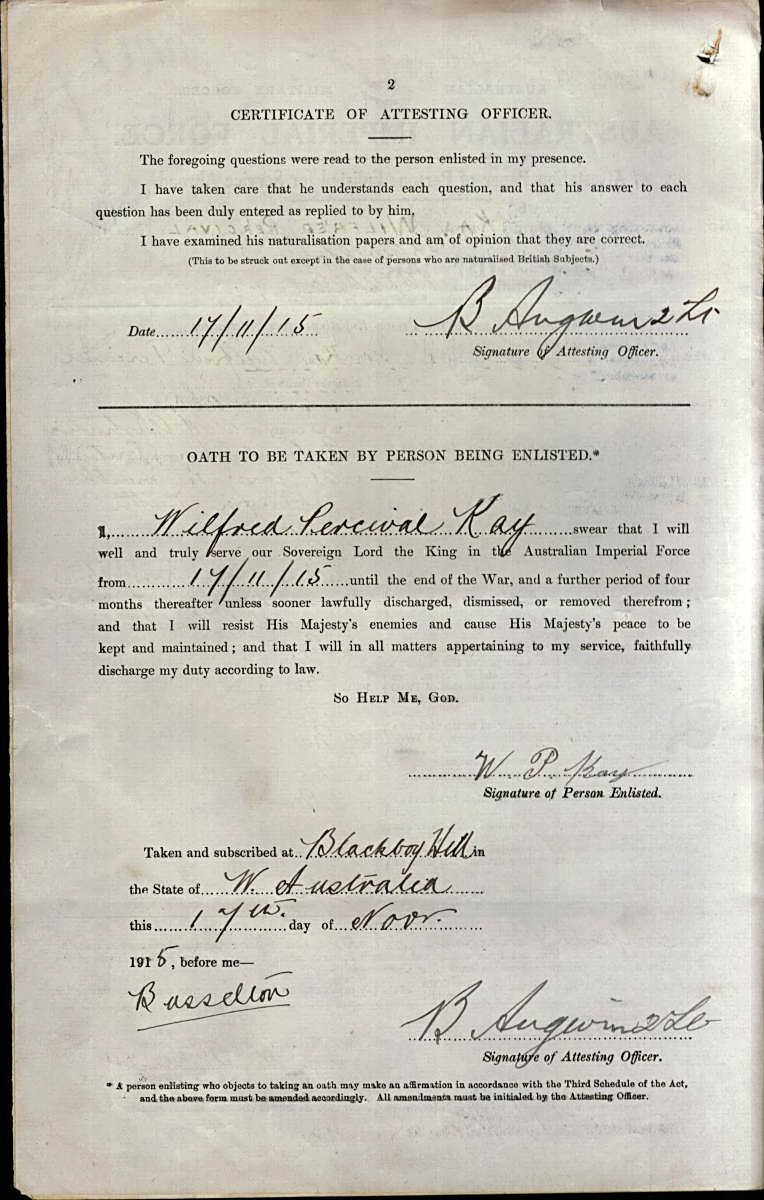 2
CERTIFICATE OF ATTESTING OFFICER.
The foregoing questions were read to the person enlisted in my presence.
I have taken care that he understands each question, and that his answer to each
question has been duly entered as replied to by him.
I have examined his naturalisation papers and am of opinion that they are correct.
(This to be struck out except in the case of persons who are naturalised British Subjects.)
Date 17/11/15 B Angwin 2 Lt
Signature of Attesting Officer.
OATH TO BE TAKEN BY PERSON BEING ENLISTED.*
I, Wilfred Percival Kay swear that I will
well and truly serve our Sovereign Lord the King in the Australian Imperial Force
from 17/11/15 until the end of the War, and a further period of four
months thereafter unless sooner lawfully discharged, dismissed, or removed therefrom;
and that I will resist His Majesty's enemies and cause His Majesty's peace to be
kept and maintained; and that I will in all matters appertaining to my service, faithfully
discharge my duty according to law.
SO HELP ME, GOD.
W. P. Kay
Signature of Person Enlisted.
Taken and subscribed at Blackboy Hill in
the State of W. Australia
this 17th. day of Novr.
1915, before me—
Busselton
B Angwin 2 Lt
Signature of Attesting Officer.
* A person enlisting who objects to taking an oath may make an affirmation in accordance with the Third Schedule of the Act,
and the above form must be amended accordingly. All amendments must be initialed by the Attesting Officer.